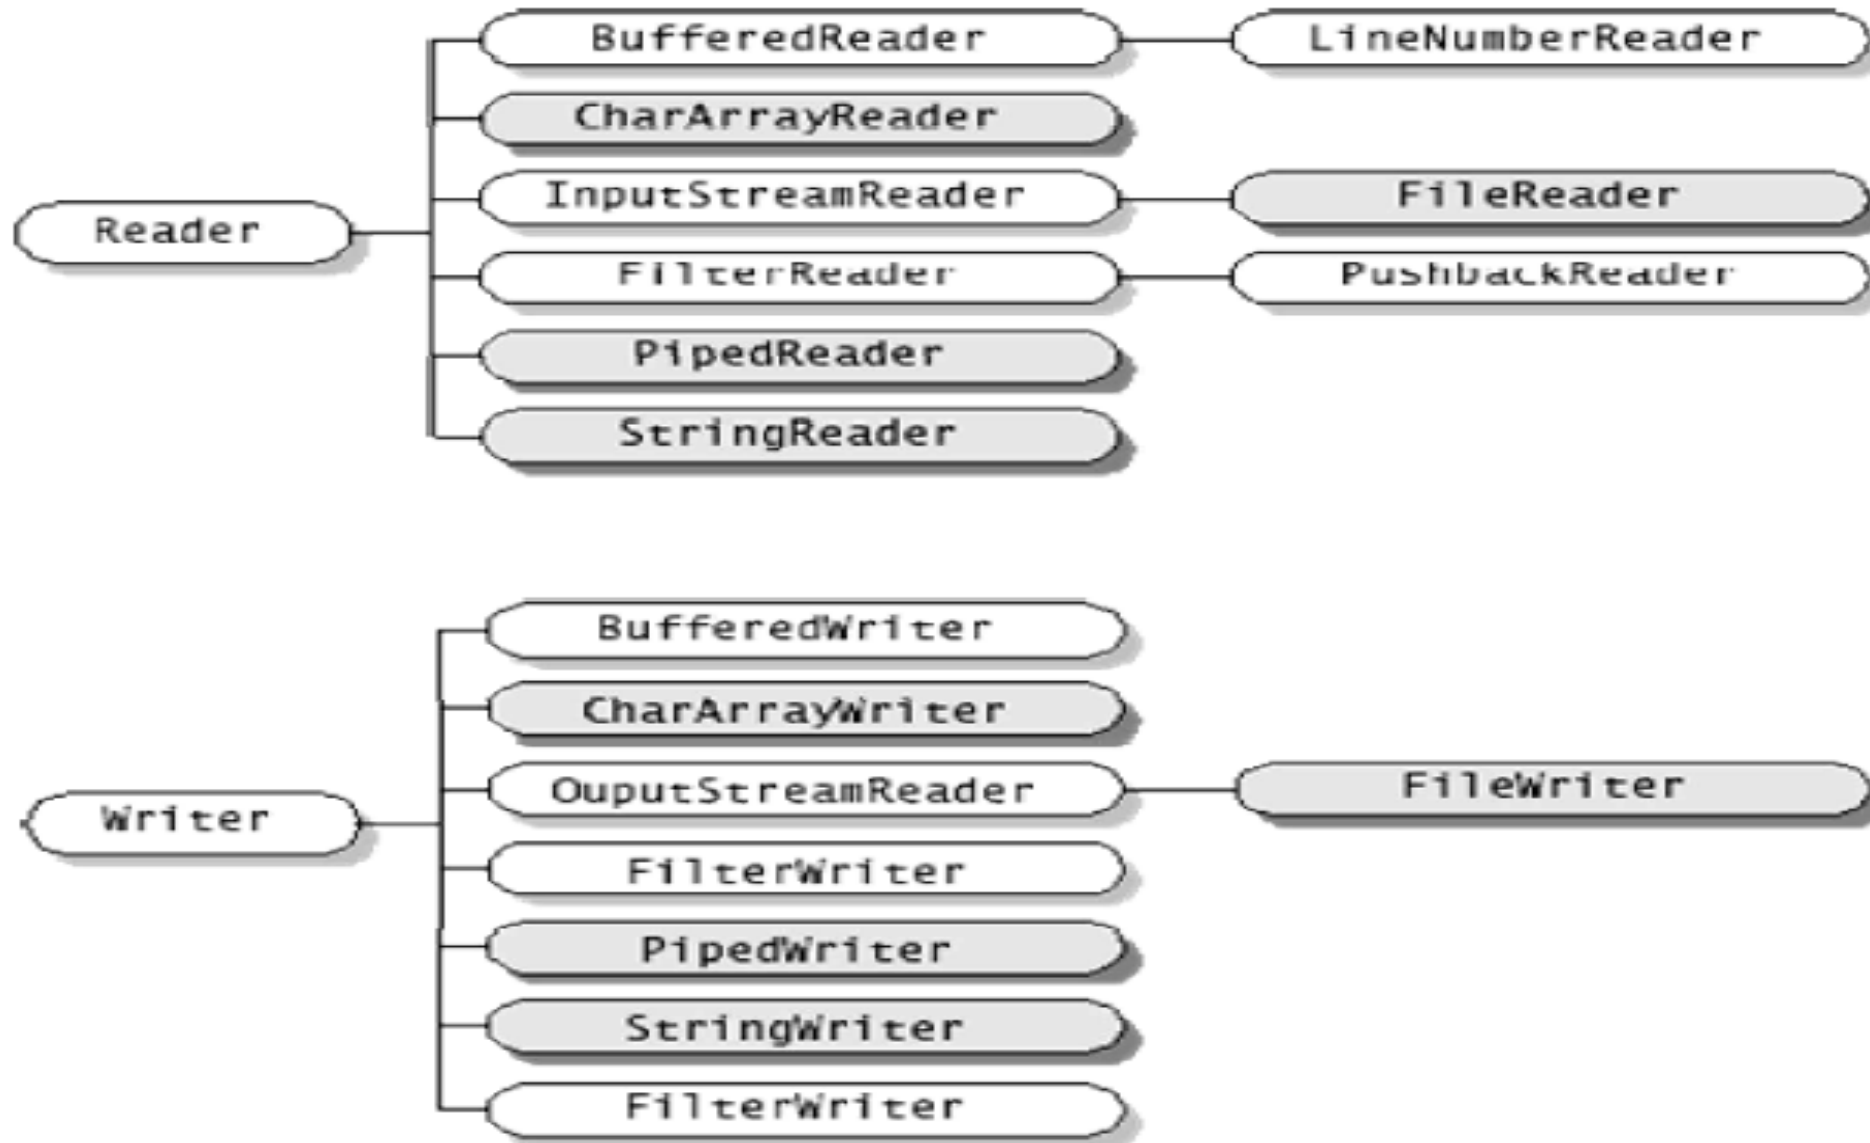 BufferedReader
LineNumberReader
CharArrayReader
InputStreamReader
FileReader
Reader
FilterReader
PushbackReader
PipedReader
StringReader
BufferedWriter
CharArrayWriter
OuputStreamReader
FileWriter
Writer
FilterWriter
PipedWriter
StringWriter
FilterWriter